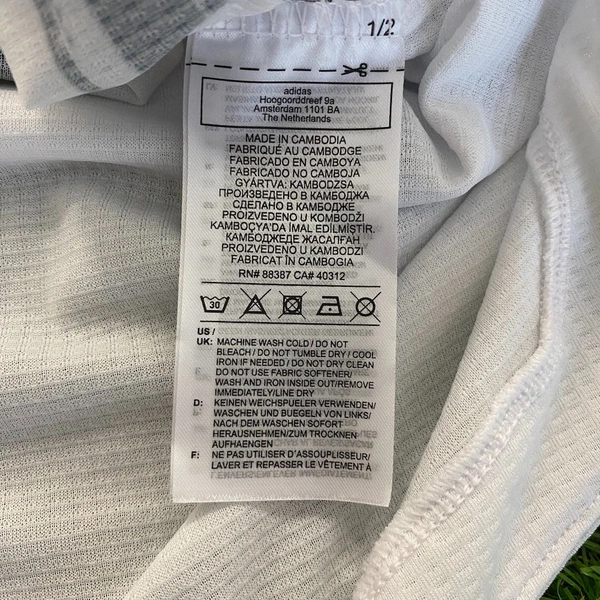 1/2
adidas
Hoogoorddreef 9a
Amsterdam 1101 BA
The Netherlands
MADE IN CAMBODIA
FABRIQUÉ AU CAMBODGE
FABRICADO EN CAMBOYA
FABRICADO NO CAMBOJA
GYÁRTVA: KAMBODZSA
ПРОИЗВЕДЕНО В КАМБОДЖА
СДЕЛАНО В КАМБОДЖЕ
PROIZVEDENO U KOMBODŽI
KAMBOÇYA'DA İMAL EDİLMİŞTİR.
КАМБОДЖЕДЕ ЖАСАЛҒАН
PROIZVEDENO U KAMBODZI
FABRICAT ÎN CAMBOGIA
RN# 88387 CA# 40312
30
US /
UK: MACHINE WASH COLD / DO NOT
BLEACH / DO NOT TUMBLE DRY / COOL
IRON IF NEEDED / DO NOT DRY CLEAN
DO NOT USE FABRIC SOFTENER/
WASH AND IRON INSIDE OUT/REMOVE
IMMEDIATELY/LINE DRY
D: KEINEN WEICHSPUELER VERWENDEN/
WASCHEN UND BUEGELN VON LINKS/
NACH DEM WASCHEN SOFORT
HERAUSNEHMEN/ZUM TROCKNEN
AUFHAENGEN
F: NE PAS UTILISER D'ASSOUPLISSEUR/
LAVER ET REPASSER LE VÊTEMENT À